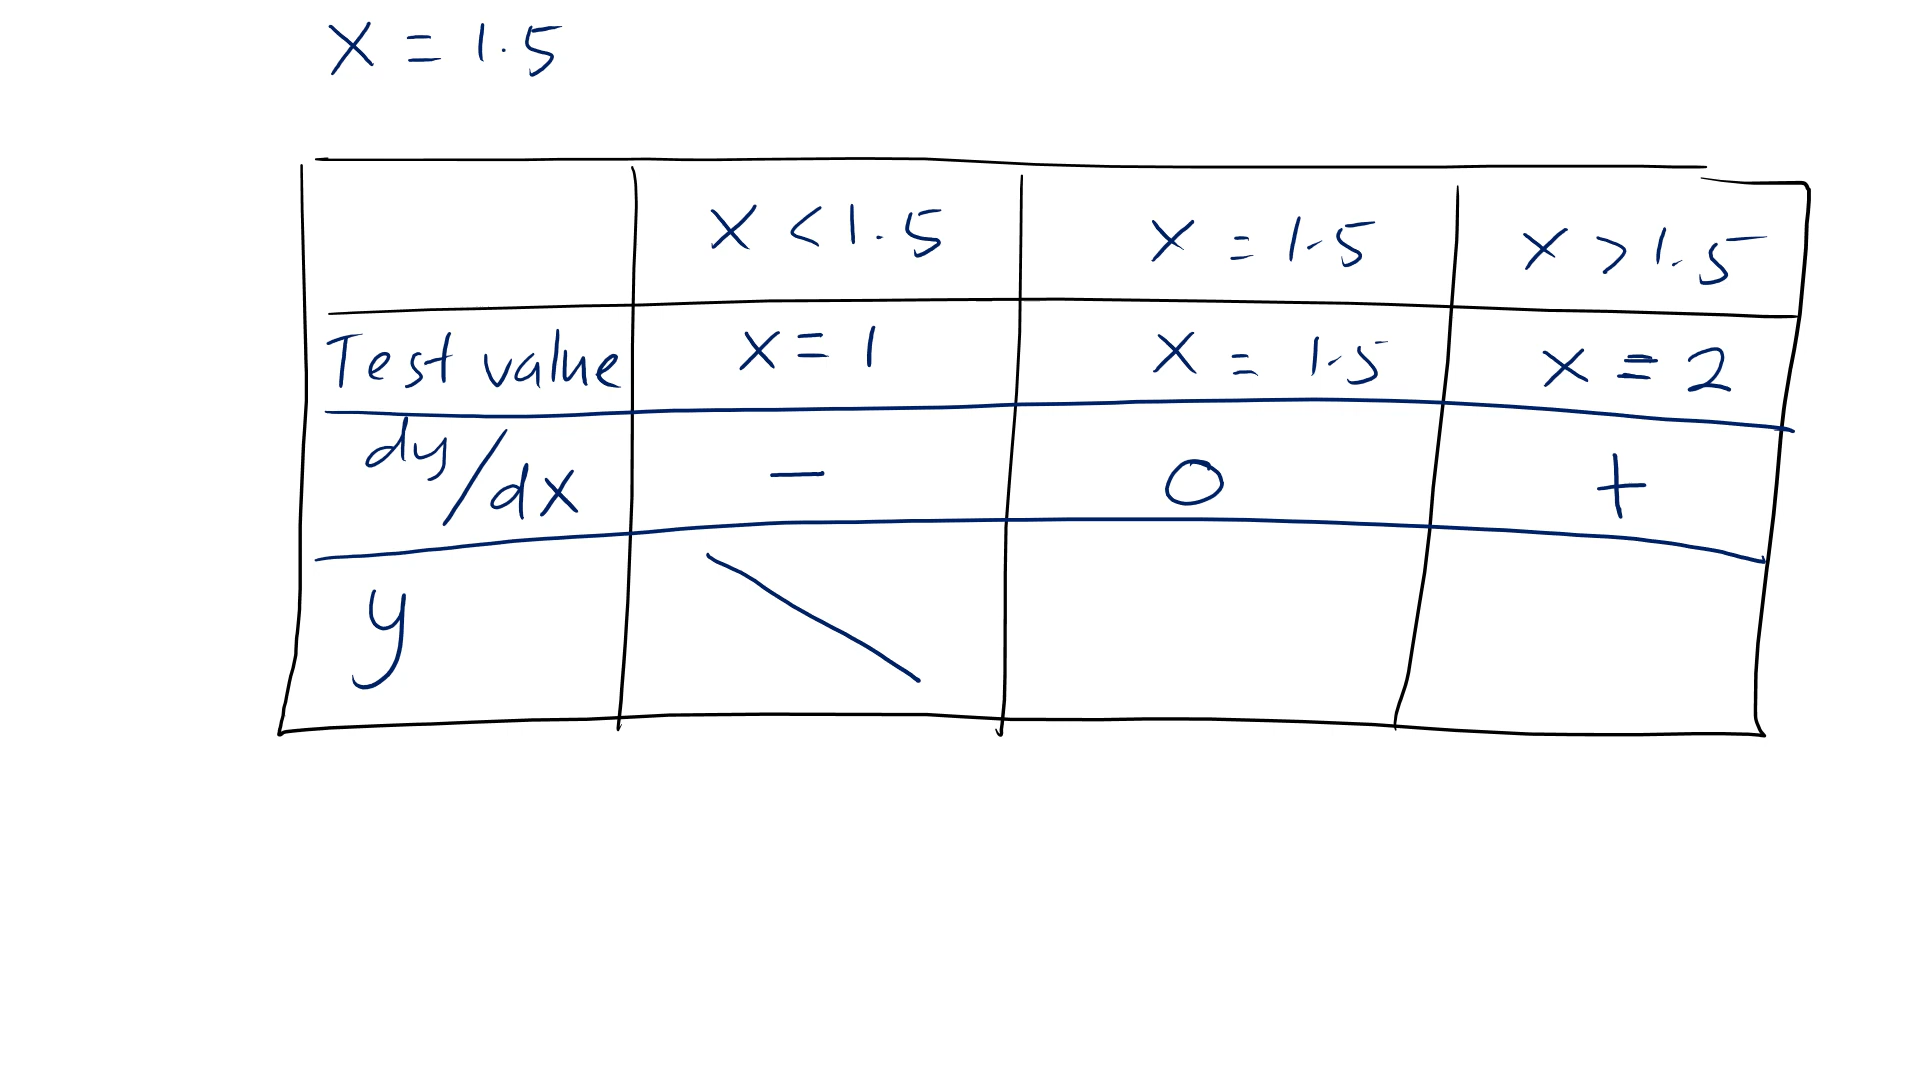 x = 1.5
x < 1.5 x = 1.5 x > 1.5
Test value x = 1 x = 1.5 x = 2
dy/dx − 0 +
y